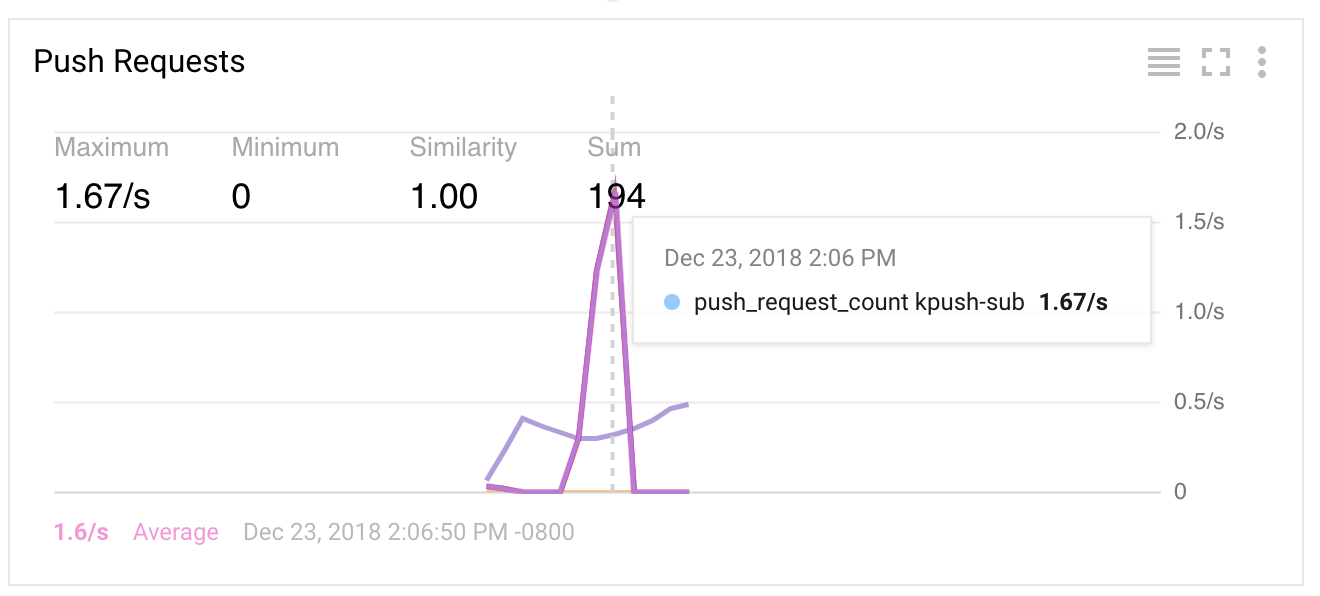 Push Requests
Maximum Minimum Similarity Sum
1.67/s 0 1.00 194
2.0/s
1.5/s
Dec 23, 2018 2:06 PM
push_request_count kpush-sub 1.67/s
1.0/s
0.5/s
0
1.6/s Average Dec 23, 2018 2:06:50 PM -0800